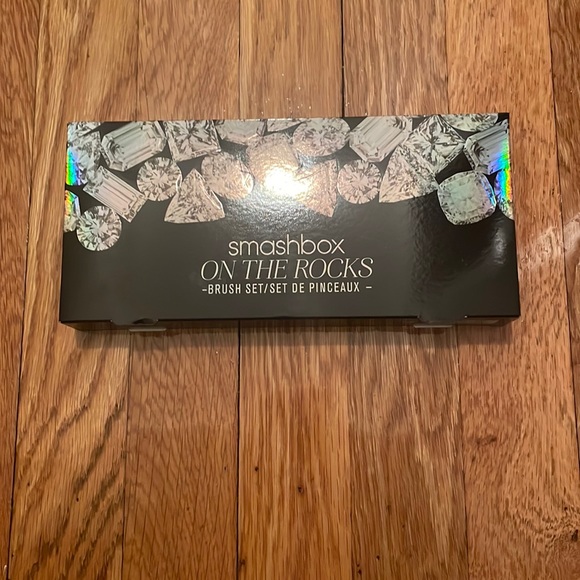 smashbox
ON THE ROCKS
-BRUSH SET/SET DE PINCEAUX -